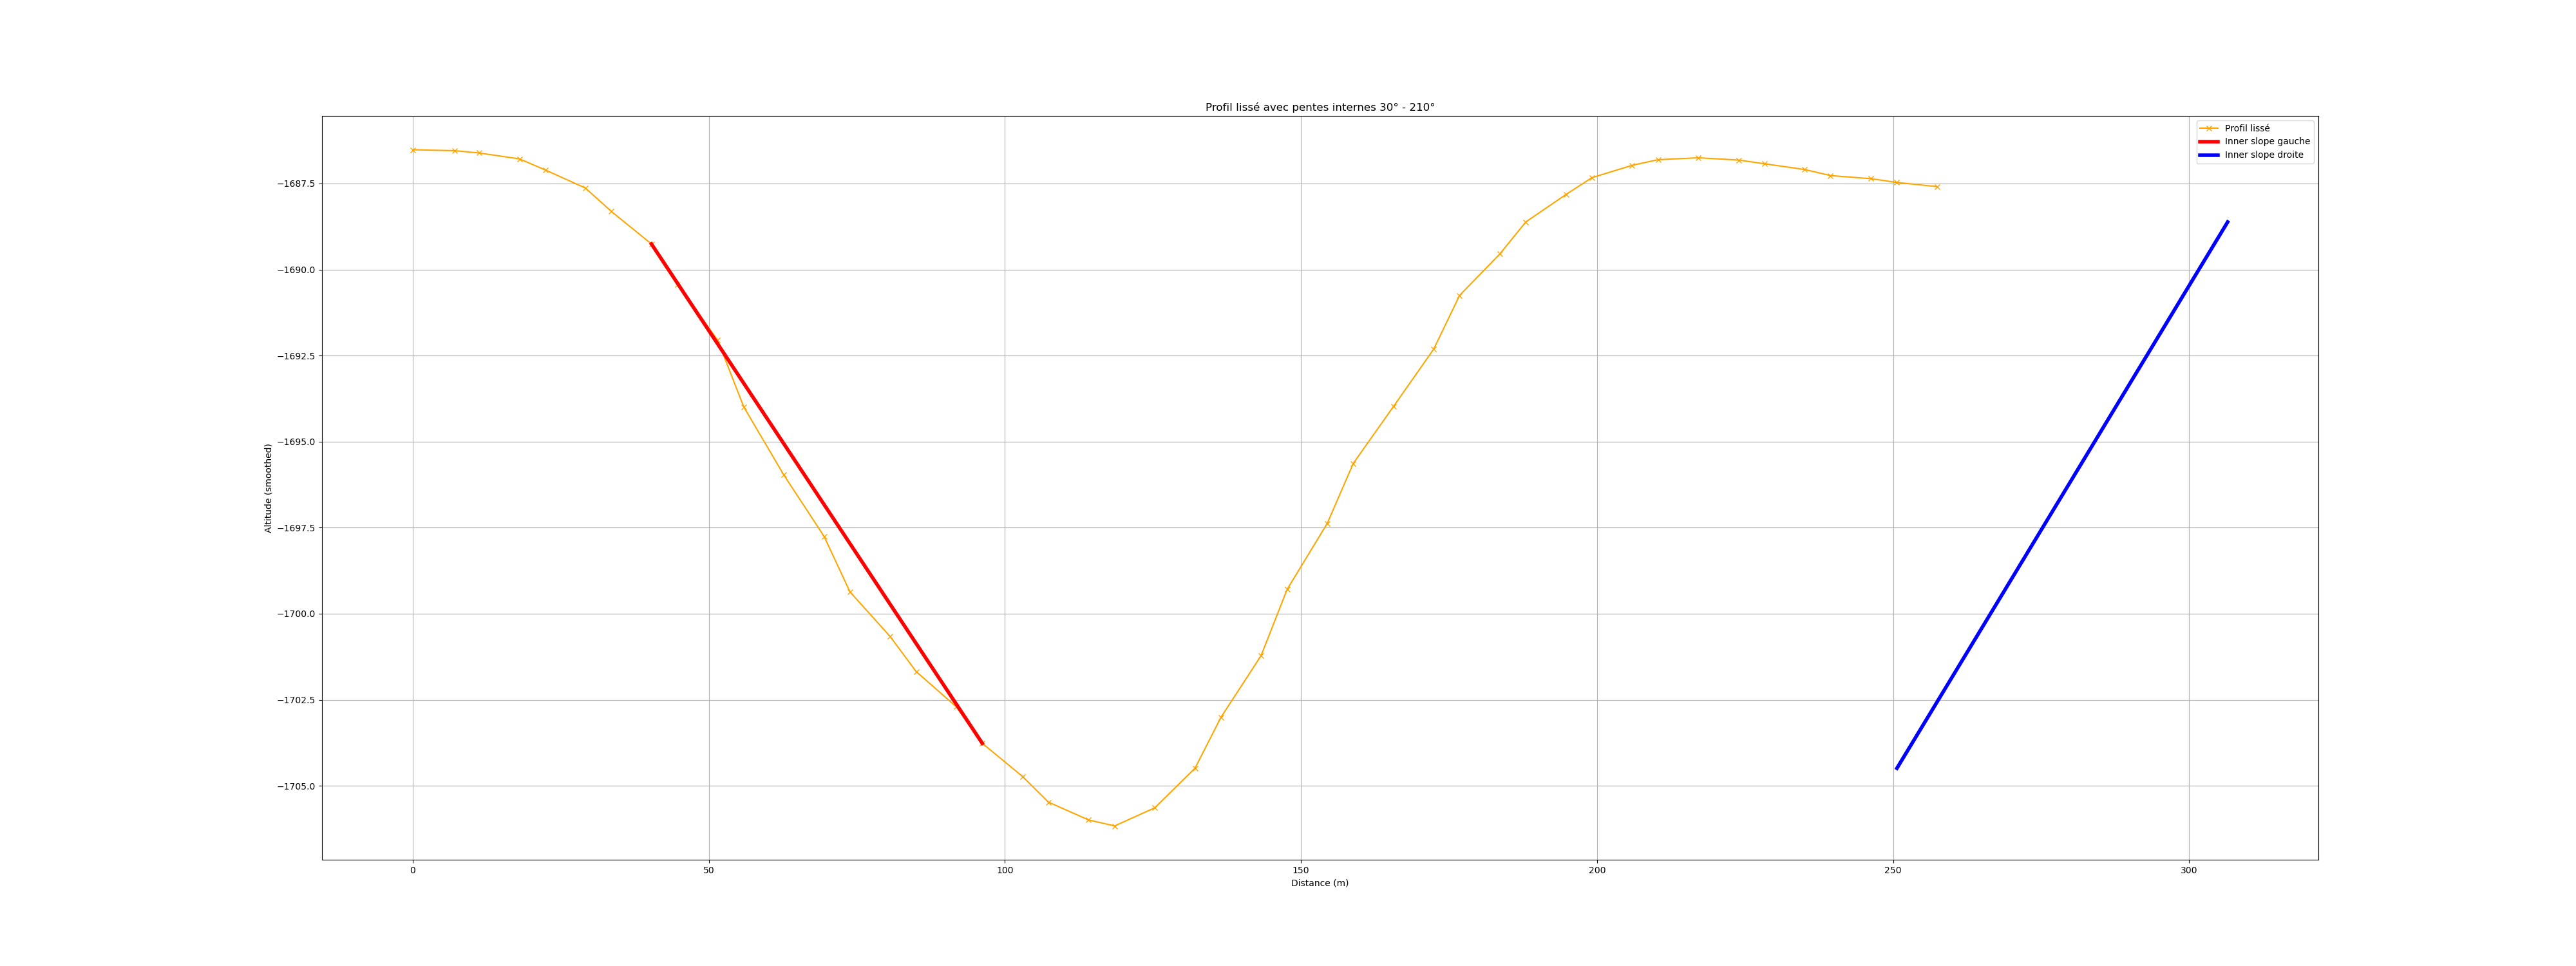 Profil lissé avec pentes internes 30° - 210°
Profil lissé
Inner slope gauche
Inner slope droite
Altitude (smoothed)
−1687.5
−1690.0
−1692.5
−1695.0
−1697.5
−1700.0
−1702.5
−1705.0
0 50 100 150 200 250 300
Distance (m)